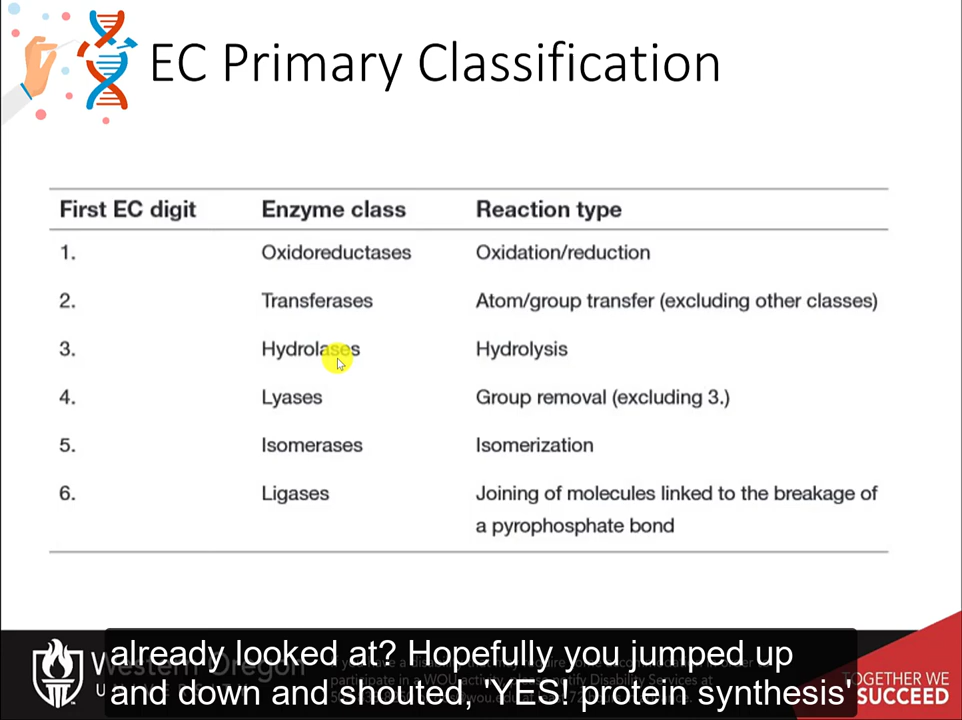 EC Primary Classification
First EC digit Enzyme class Reaction type
1. Oxidoreductases Oxidation/reduction
2. Transferases Atom/group transfer (excluding other classes)
3. Hydrolases Hydrolysis
4. Lyases Group removal (excluding 3.)
5. Isomerases Isomerization
6. Ligases Joining of molecules linked to the breakage of
a pyrophosphate bond
already looked at? Hopefully you jumped up
and down and shouted, 'YES! protein synthesis'
TOGETHER WE
SUCCEED